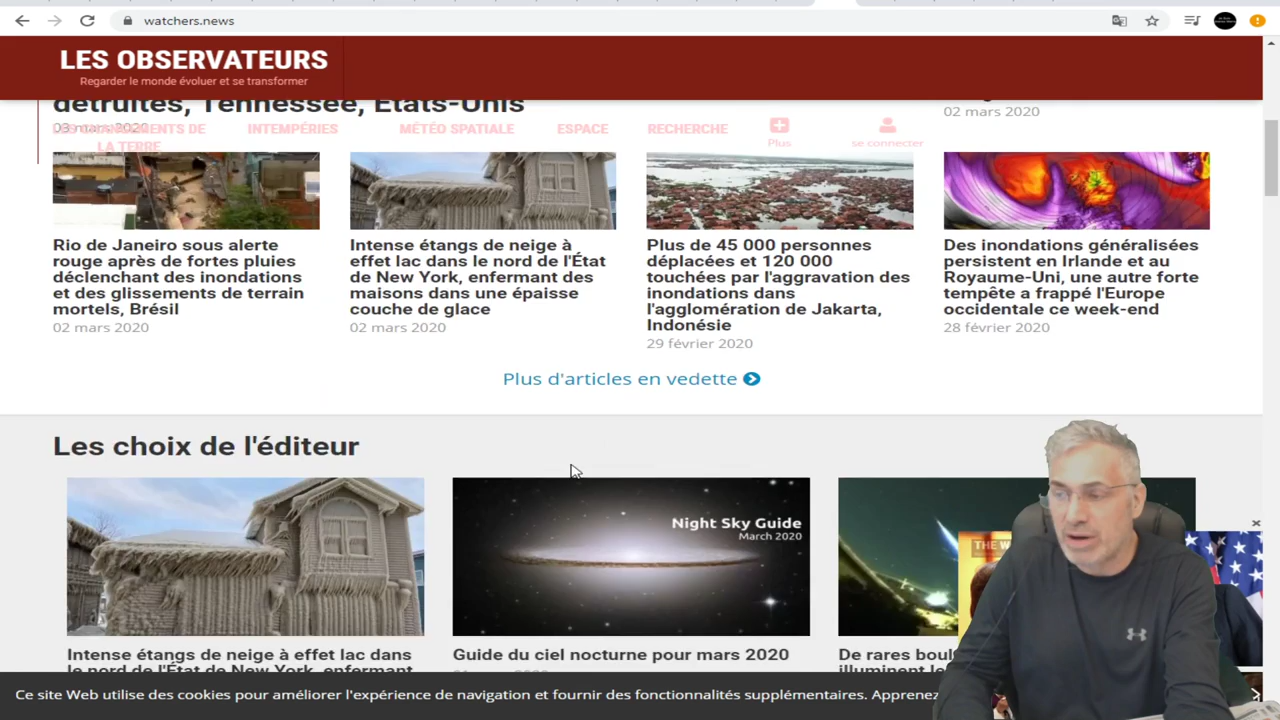 watchers.news
LES OBSERVATEURS
Regarder le monde évoluer et se transformer
détruites, Tennessee, États-Unis
03 mars 2020
02 mars 2020
DE
INTEMPÉRIES
MÉTÉO SPATIALE
ESPACE
RECHERCHE
Plus
se connecter
LA TERRE
Rio de Janeiro sous alerte
rouge après de fortes pluies
déclenchant des inondations
et des glissements de terrain
mortels, Brésil
02 mars 2020
Intense étangs de neige à
effet lac dans le nord de l'État
de New York, enfermant des
maisons dans une épaisse
couche de glace
02 mars 2020
Plus de 45 000 personnes
déplacées et 120 000
touchées par l'aggravation des
inondations dans
l'agglomération de Jakarta,
Indonésie
29 février 2020
Des inondations généralisées
persistent en Irlande et au
Royaume-Uni, une autre forte
tempête a frappé l'Europe
occidentale ce week-end
28 février 2020
Plus d'articles en vedette
Les choix de l'éditeur
Night Sky Guide
March 2020
THE W
Intense étangs de neige à effet lac dans
le nord de l'État de New York, enfermant
Guide du ciel nocturne pour mars 2020
De rares
illuminent
Ce site Web utilise des cookies pour améliorer l'expérience de navigation et fournir des fonctionnalités supplémentaires. Apprenez